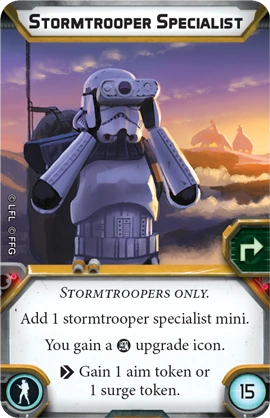 Stormtrooper Specialist
© LFL © FFG
Stormtroopers only.
Add 1 stormtrooper specialist mini.
You gain a upgrade icon.
Gain 1 aim token or
1 surge token.
15